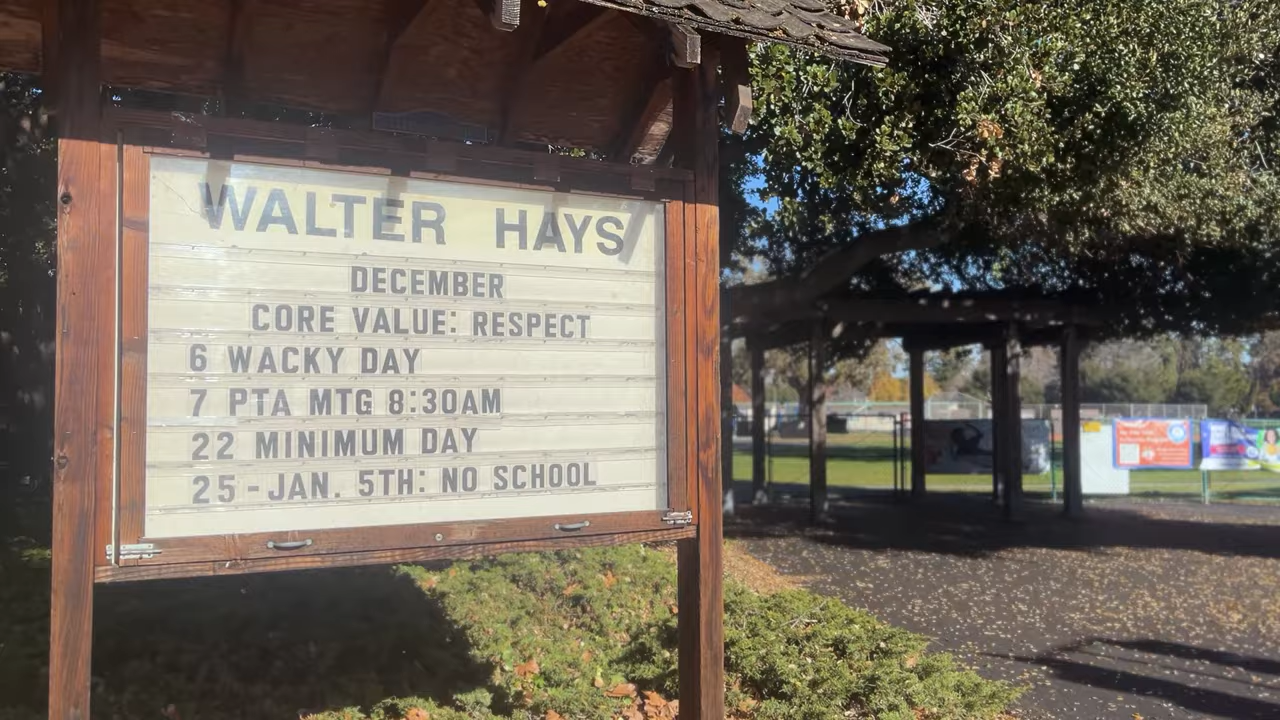 WALTER HAYS
DECEMBER
CORE VALUE: RESPECT
6 WACKY DAY
7 PTA MTG 8:30AM
22 MINIMUM DAY
25-JAN. 5TH: NO SCHOOL